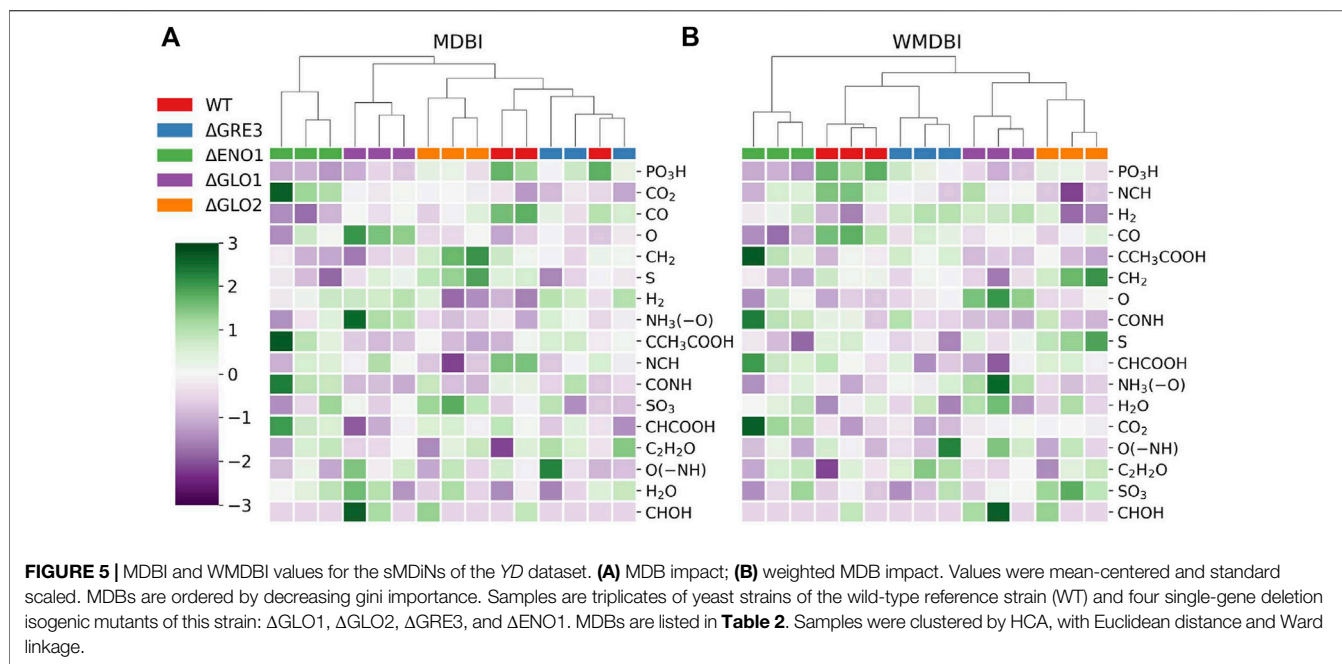 A
MDBI
B
WMDBI
WT
ΔGRE3
ΔENO1
ΔGLO1
ΔGLO2
3
2
1
0
−1
−2
−3
PO₃H
CO₂
CO
O
CH₂
S
H₂
NH₃(−O)
CCH₃COOH
NCH
CONH
SO₃
CHCOOH
C₂H₂O
O(−NH)
H₂O
CHOH
PO₃H
NCH
H₂
CO
CCH₃COOH
CH₂
O
CONH
S
CHCOOH
NH₃(−O)
H₂O
CO₂
O(−NH)
C₂H₂O
SO₃
CHOH
FIGURE 5 | MDBI and WMDBI values for the sMDiNs of the YD dataset. (A) MDB impact; (B) weighted MDB impact. Values were mean-centered and standard
scaled. MDBs are ordered by decreasing gini importance. Samples are triplicates of yeast strains of the wild-type reference strain (WT) and four single-gene deletion
isogenic mutants of this strain: ΔGLO1, ΔGLO2, ΔGRE3, and ΔENO1. MDBs are listed in Table 2. Samples were clustered by HCA, with Euclidean distance and Ward
linkage.